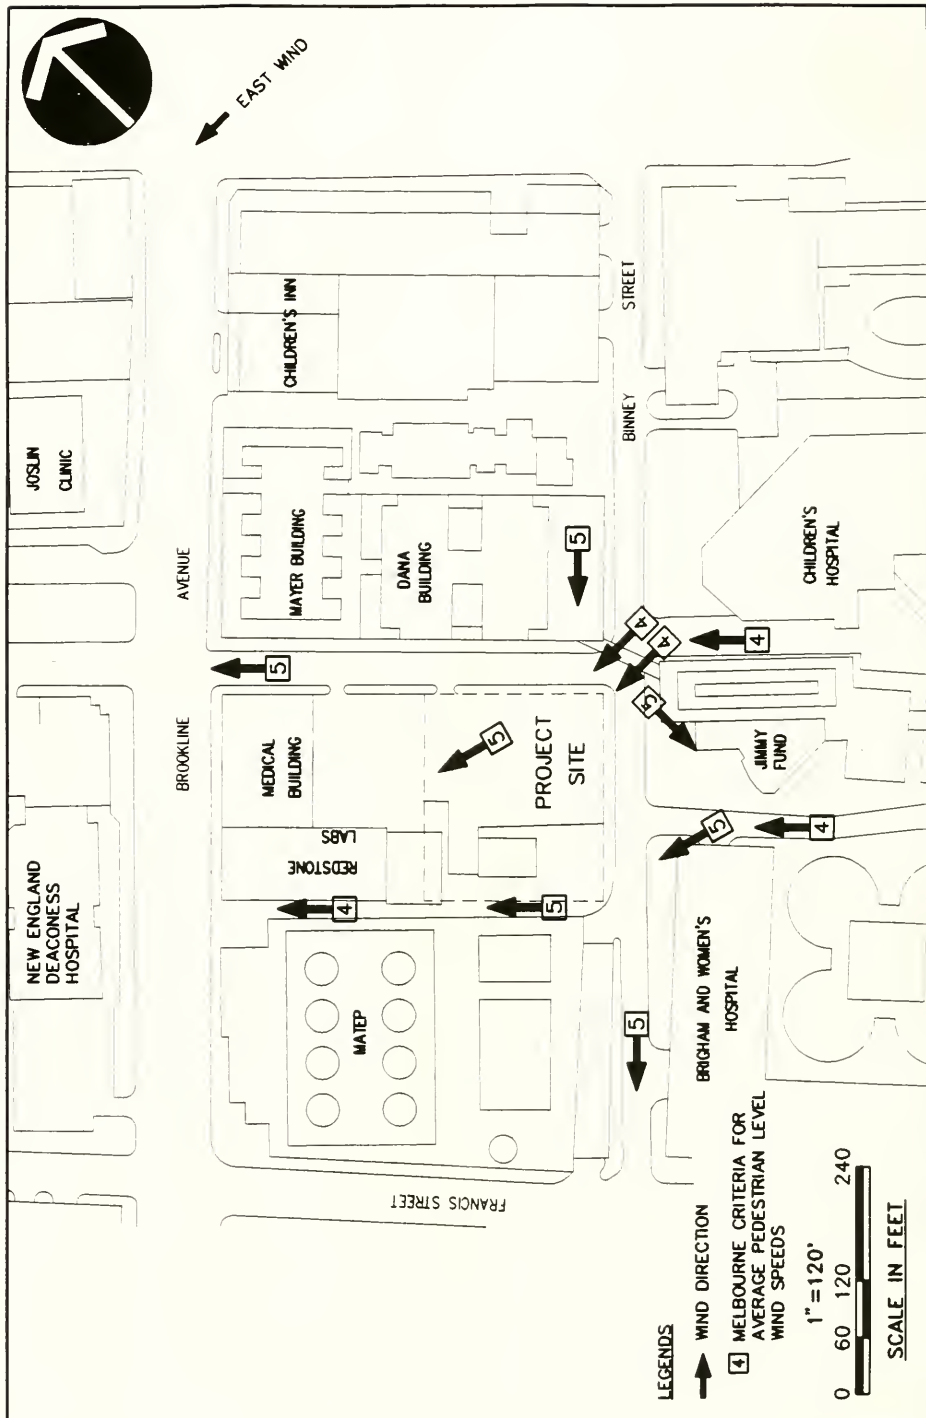 EAST WIND
JOSLIN
CLINIC
CHILDREN'S INN
STREET
BINNEY
AVENUE
MAYER BUILDING
DANA
BUILDING
5
CHILDREN'S
HOSPITAL
4
4
4
5
5
BROOKLINE
MEDICAL
BUILDING
5
PROJECT
SITE
JIMMY
FUND
NEW ENGLAND
DEACONESS
HOSPITAL
REDSTONE
LABS
5
4
4
5
MATEP
5
BRIGHAM AND WOMEN'S
HOSPITAL
FRANCIS STREET
LEGENDS
WIND DIRECTION
4 MELBOURNE CRITERIA FOR
AVERAGE PEDESTRIAN LEVEL
WIND SPEEDS
1"=120'
0 60 120 240
SCALE IN FEET